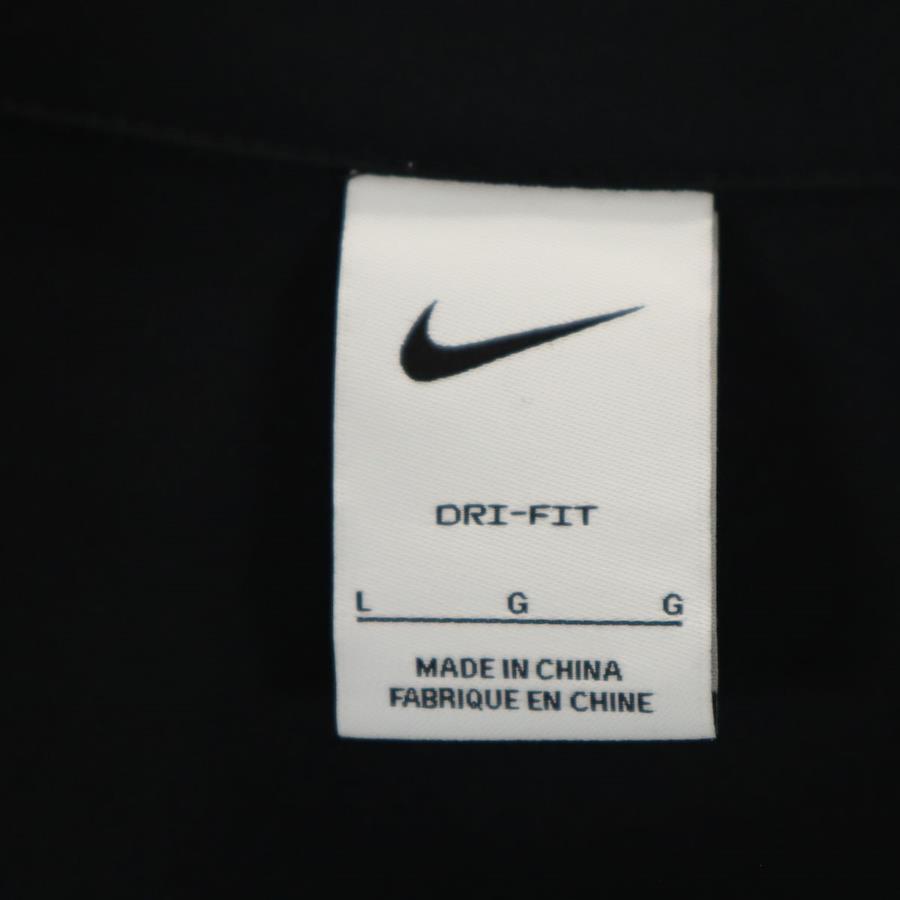 DRI-FIT
L G G
MADE IN CHINA
FABRIQUE EN CHINE